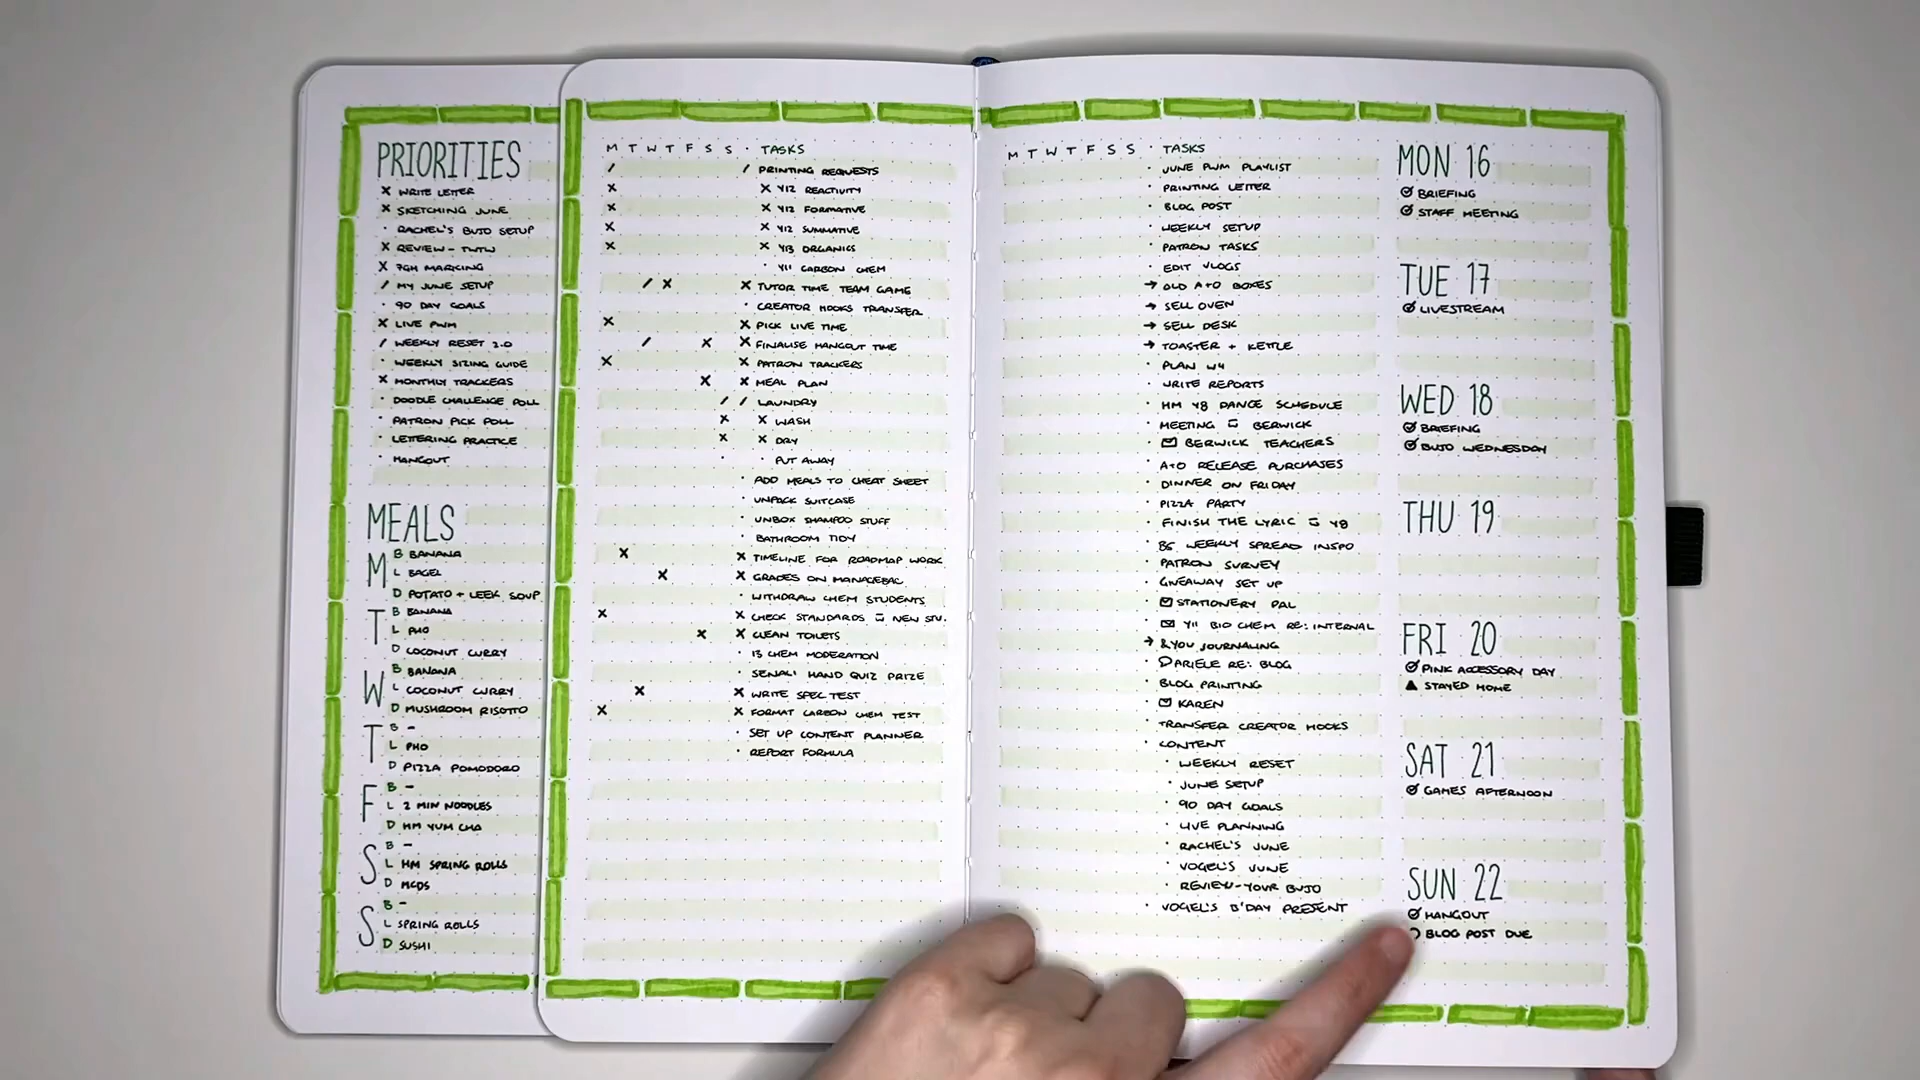 PRIORITIES
X WRITE LETTER
X SKETCHING JUNE
· RACHEL'S BUJO SETUP
X REVIEW - TWTW
X 7GH MARKING
/ MY JUNE SETUP
· 90 DAY GOALS
X LIVE PWM
/ WEEKLY RESET 2.0
· WEEKLY SIZING GUIDE
X MONTHLY TRACKERS
· DOODLE CHALLENGE POLL
· PATRON PICK POLL
· LETTERING PRACTICE
· HANGOUT
MEALS
M
B BANANA
L BAGEL
D POTATO + LEEK SOUP
T
B BANANA
L PHO
D COCONUT CURRY
W
B BANANA
L COCONUT CURRY
D MUSHROOM RISOTTO
T
B -
L PHO
D PIZZA POMODORO
F
B -
L 2 MIN NOODLES
D HM YUM CHA
S
B -
L HM SPRING ROLLS
D MCDS
S
B -
L SPRING ROLLS
D SUSHI
M T W T F S S · TASKS
/ / PRINTING REQUESTS
X X Y12 REACTIVITY
X X Y12 FORMATIVE
X X Y12 SUMMATIVE
X X Y13 ORGANICS
· Y11 CARBON CHEM
/ X X TUTOR TIME TEAM GAME
· CREATOR HOOKS TRANSFER
X X PICK LIVE TIME
/ X X FINALISE HANGOUT TIME
X X PATRON TRACKERS
X X MEAL PLAN
/ / LAUNDRY
X X WASH
X X DRY
· · PUT AWAY
· ADD MEALS TO CHEAT SHEET
· UNPACK SUITCASE
· UNBOX SHAMPOO STUFF
· BATHROOM TIDY
X X TIMELINE FOR ROADMAP WORK
X X GRADES ON MANAGEBAC
· WITHDRAW CHEM STUDENTS
X X CHECK STANDARDS NEW STU.
X X CLEAN TOILETS
· 13 CHEM MODERATION
· SENALI HAND QUIZ PRIZE
X X WRITE SPEC TEST
X X FORMAT CARBON CHEM TEST
· SET UP CONTENT PLANNER
· REPORT FORMULA
M T W T F S S · TASKS
· JUNE PWM PLAYLIST
· PRINTING LETTER
· BLOG POST
· WEEKLY SETUP
· PATRON TASKS
· EDIT VLOGS
→ OLD A+O BOXES
→ SELL OVEN
→ SELL DESK
→ TOASTER + KETTLE
· PLAN W4
· WRITE REPORTS
· HM Y8 DANCE SCHEDULE
· MEETING BERWICK
· BERWICK TEACHERS
· A+O RELEASE PURCHASES
· DINNER ON FRIDAY
· PIZZA PARTY
· FINISH THE LYRIC Y8
· WEEKLY SPREAD INSPO
· PATRON SURVEY
· GIVEAWAY SET UP
· STATIONERY PAL
· Y11 BIO CHEM RE: INTERNAL
→ &YOU JOURNALING
· ARIELE RE: BLOG
· BLOG PRINTING
· KAREN
· TRANSFER CREATOR HOOKS
· CONTENT
· WEEKLY RESET
· JUNE SETUP
· 90 DAY GOALS
· LIVE PLANNING
· RACHEL'S JUNE
· VOGEL'S JUNE
· REVIEW-YOUR BUJO
· VOGEL'S B'DAY PRESENT
MON 16
BRIEFING
STAFF MEETING
TUE 17
LIVESTREAM
WED 18
BRIEFING
BUJO WEDNESDAY
THU 19
FRI 20
PINK ACCESSORY DAY
▲ STAYED HOME
SAT 21
GAMES AFTERNOON
SUN 22
HANGOUT
BLOG POST DUE